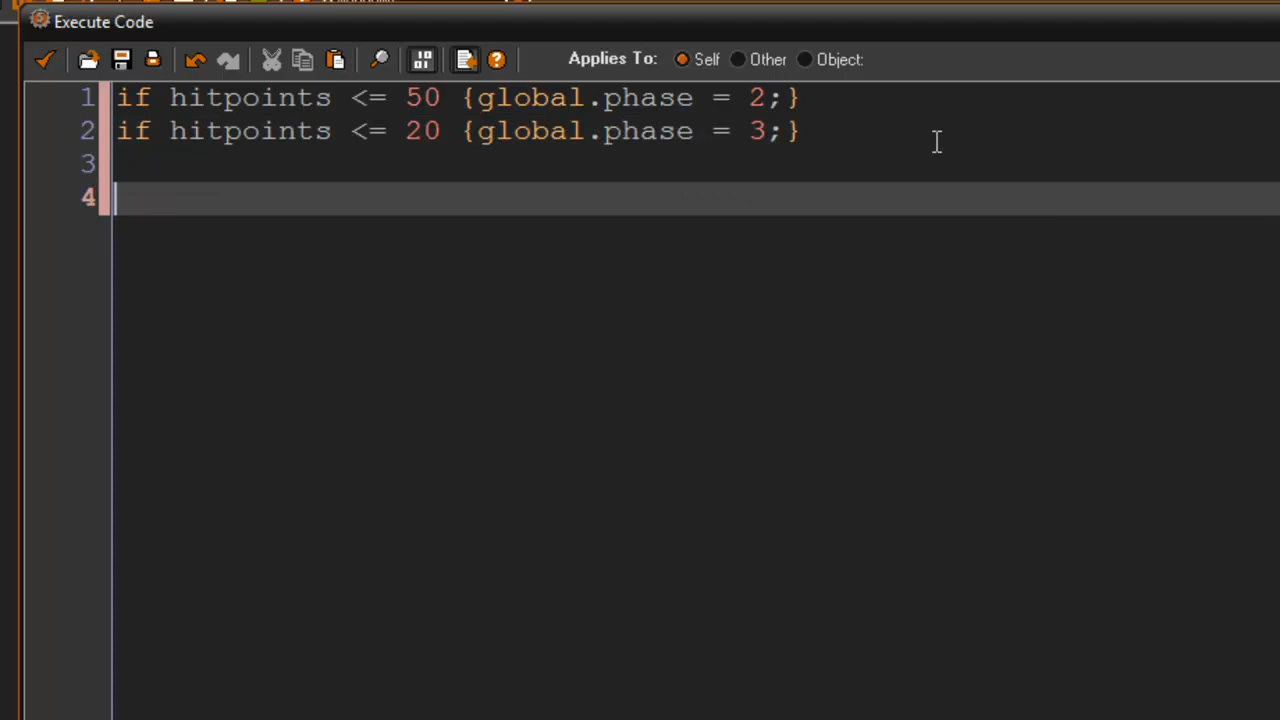 Execute Code
Applies To: Self Other Object:
1 if hitpoints <= 50 {global.phase = 2;}
2 if hitpoints <= 20 {global.phase = 3;}
3
4